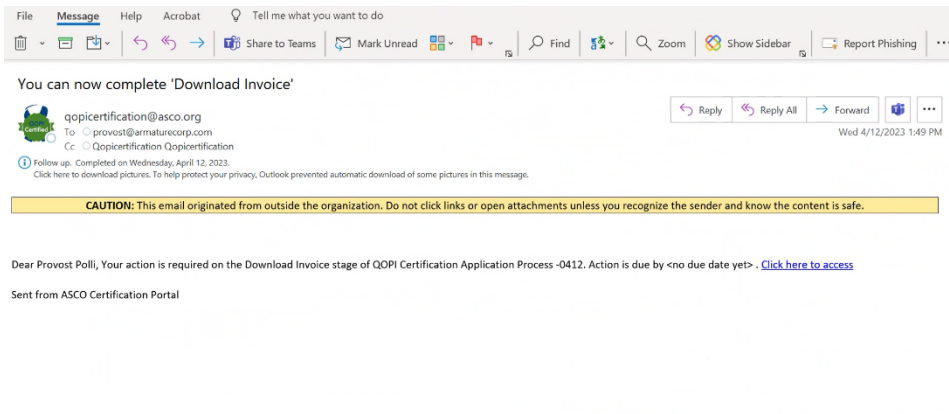 File Message Help Acrobat Tell me what you want to do
Share to Teams Mark Unread Find Zoom Show Sidebar Report Phishing ...
You can now complete 'Download Invoice'
qopicertification@asco.org
Reply Reply All Forward ...
QOPI Certified
To provost@armaturecorp.com
Wed 4/12/2023 1:49 PM
Cc Qopicertification Qopicertification
Follow up. Completed on Wednesday, April 12, 2023.
Click here to download pictures. To help protect your privacy, Outlook prevented automatic download of some pictures in this message.
CAUTION: This email originated from outside the organization. Do not click links or open attachments unless you recognize the sender and know the content is safe.
Dear Provost Polli, Your action is required on the Download Invoice stage of QOPI Certification Application Process -0412. Action is due by <no due date yet> . Click here to access
Sent from ASCO Certification Portal